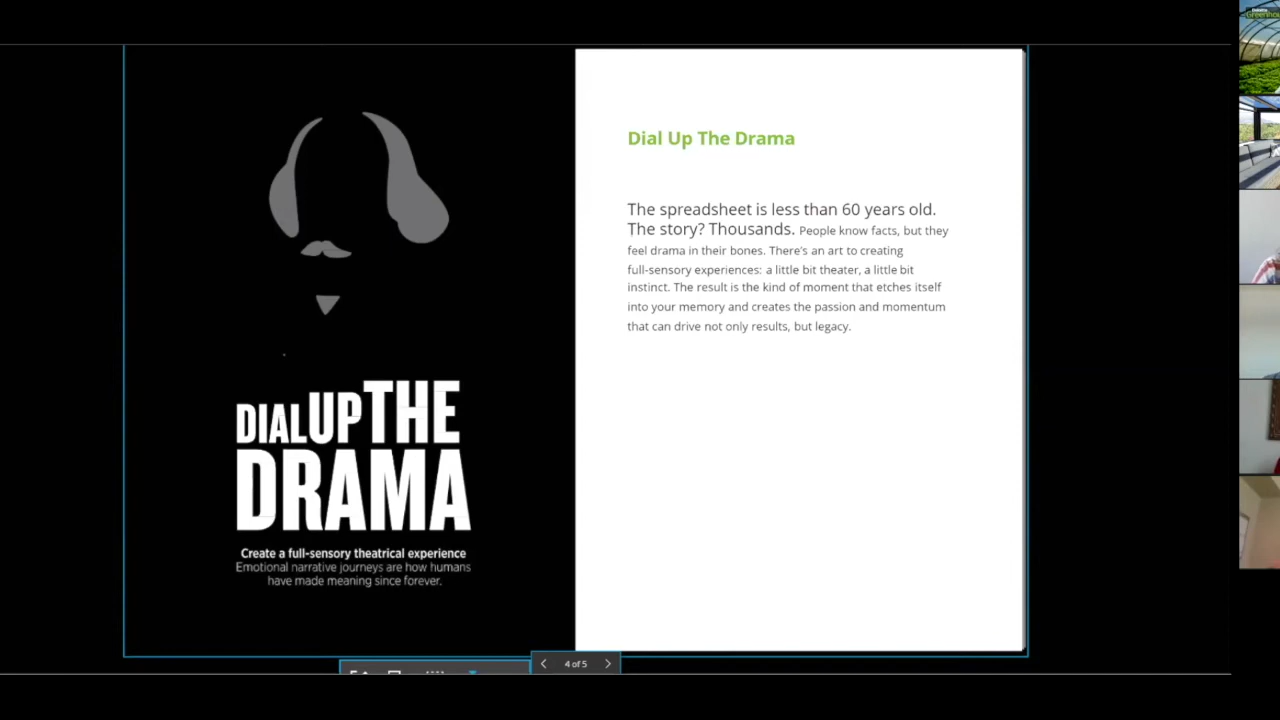 DIAL UP THE
DRAMA
Create a full-sensory theatrical experience
Emotional narrative journeys are how humans
have made meaning since forever.
Dial Up The Drama
The spreadsheet is less than 60 years old.
The story? Thousands. People know facts, but they
feel drama in their bones. There's an art to creating
full-sensory experiences: a little bit theater, a little bit
instinct. The result is the kind of moment that etches itself
into your memory and creates the passion and momentum
that can drive not only results, but legacy.
4 of 5